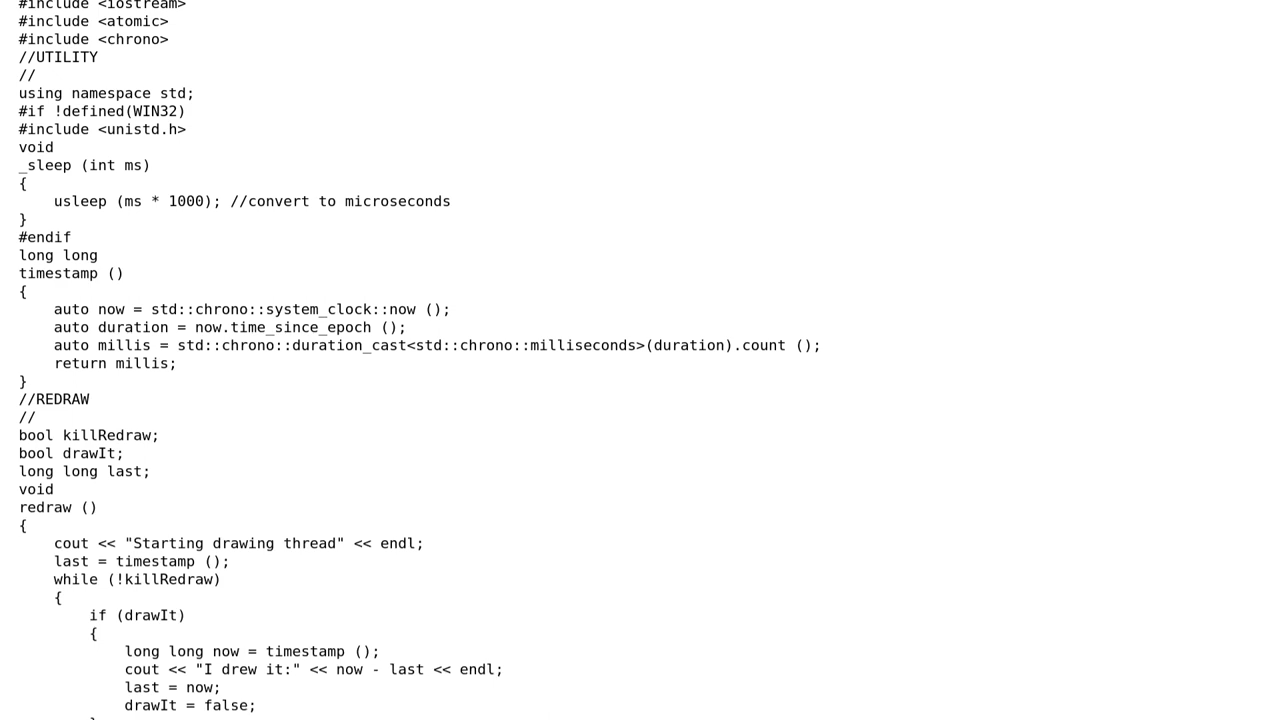 #include <iostream>
#include <atomic>
#include <chrono>
//UTILITY
//
using namespace std;
#if !defined(WIN32)
#include <unistd.h>
void
_sleep (int ms)
{
    usleep (ms * 1000); //convert to microseconds
}
#endif
long long
timestamp ()
{
    auto now = std::chrono::system_clock::now ();
    auto duration = now.time_since_epoch ();
    auto millis = std::chrono::duration_cast<std::chrono::milliseconds>(duration).count ();
    return millis;
}
//REDRAW
//
bool killRedraw;
bool drawIt;
long long last;
void
redraw ()
{
    cout << "Starting drawing thread" << endl;
    last = timestamp ();
    while (!killRedraw)
    {
        if (drawIt)
        {
            long long now = timestamp ();
            cout << "I drew it:" << now - last << endl;
            last = now;
            drawIt = false;